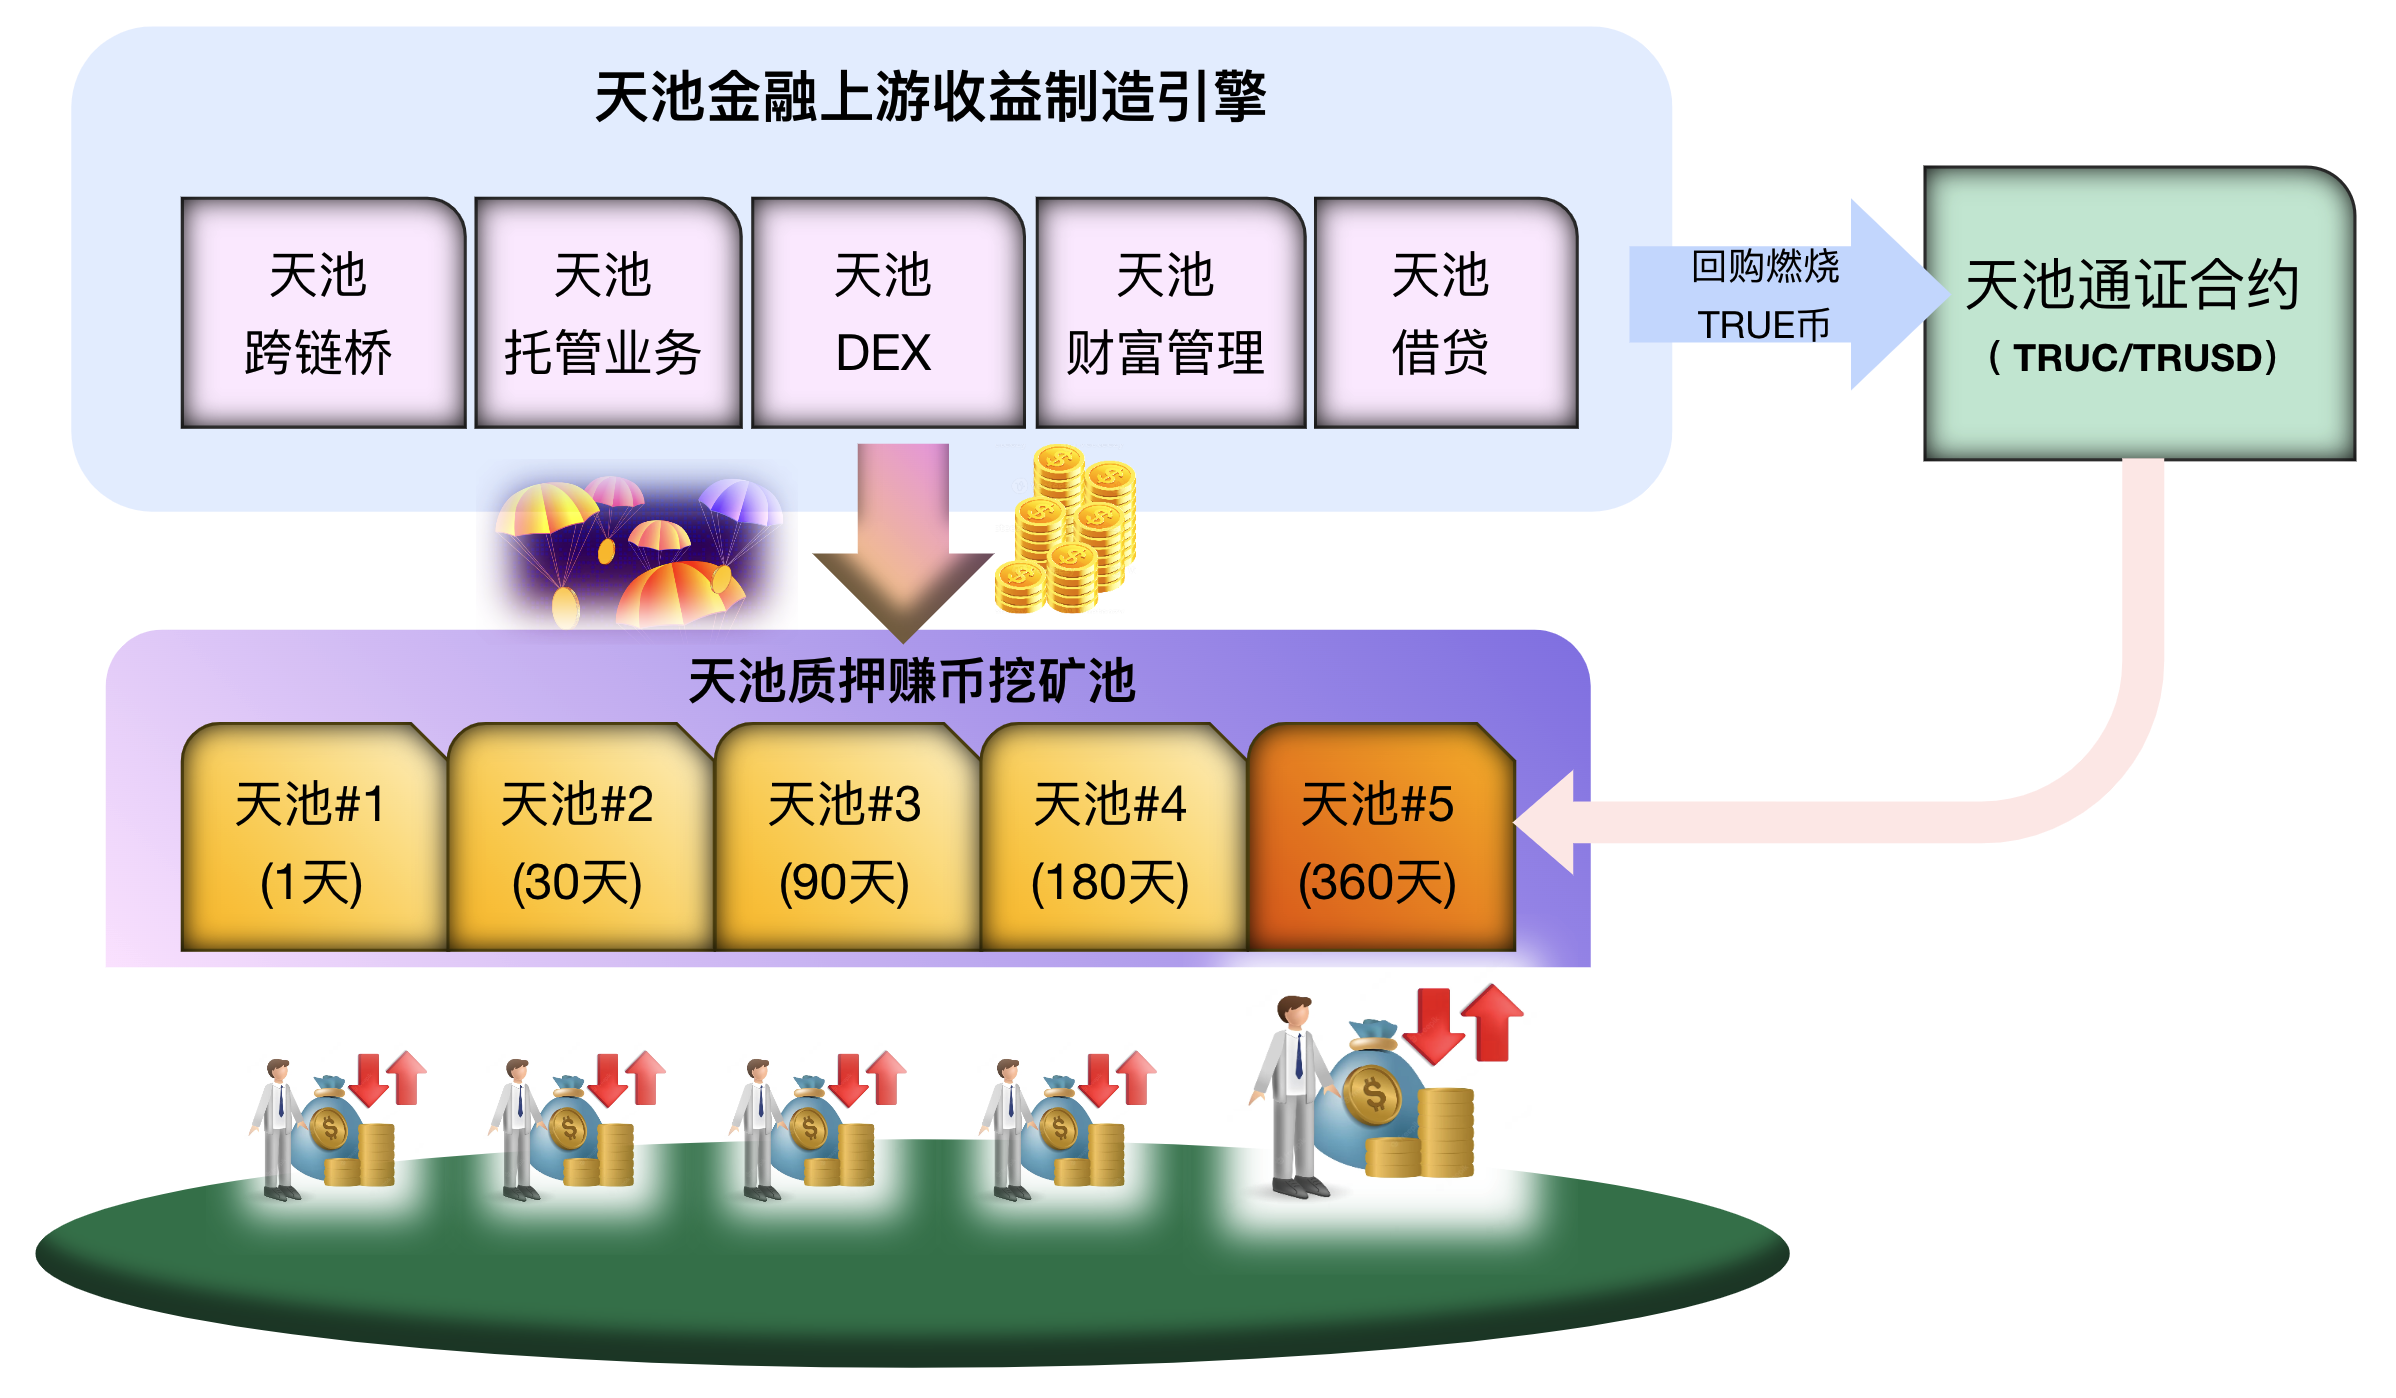 天池金融上游收益制造引擎
天池
跨链桥
天池
托管业务
天池
DEX
天池
财富管理
天池
借贷
回购燃烧
TRUE币
天池通证合约
（ TRUC/TRUSD）
天池质押赚币挖矿池
天池#1
(1天)
天池#2
(30天)
天池#3
(90天)
天池#4
(180天)
天池#5
(360天)